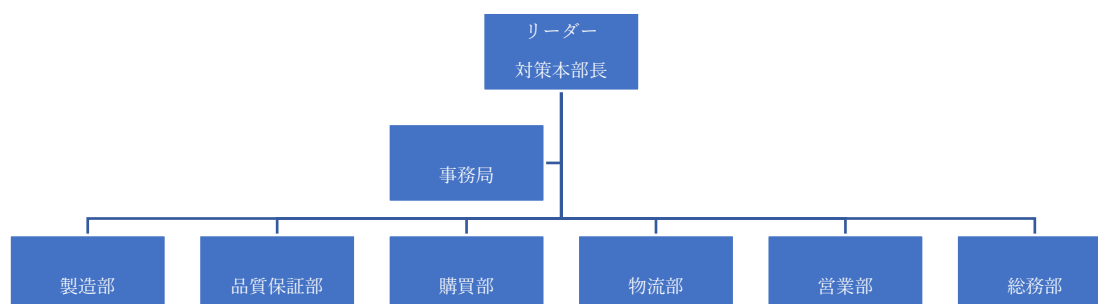 リーダー
対策本部長
事務局
製造部
品質保証部
購買部
物流部
営業部
総務部